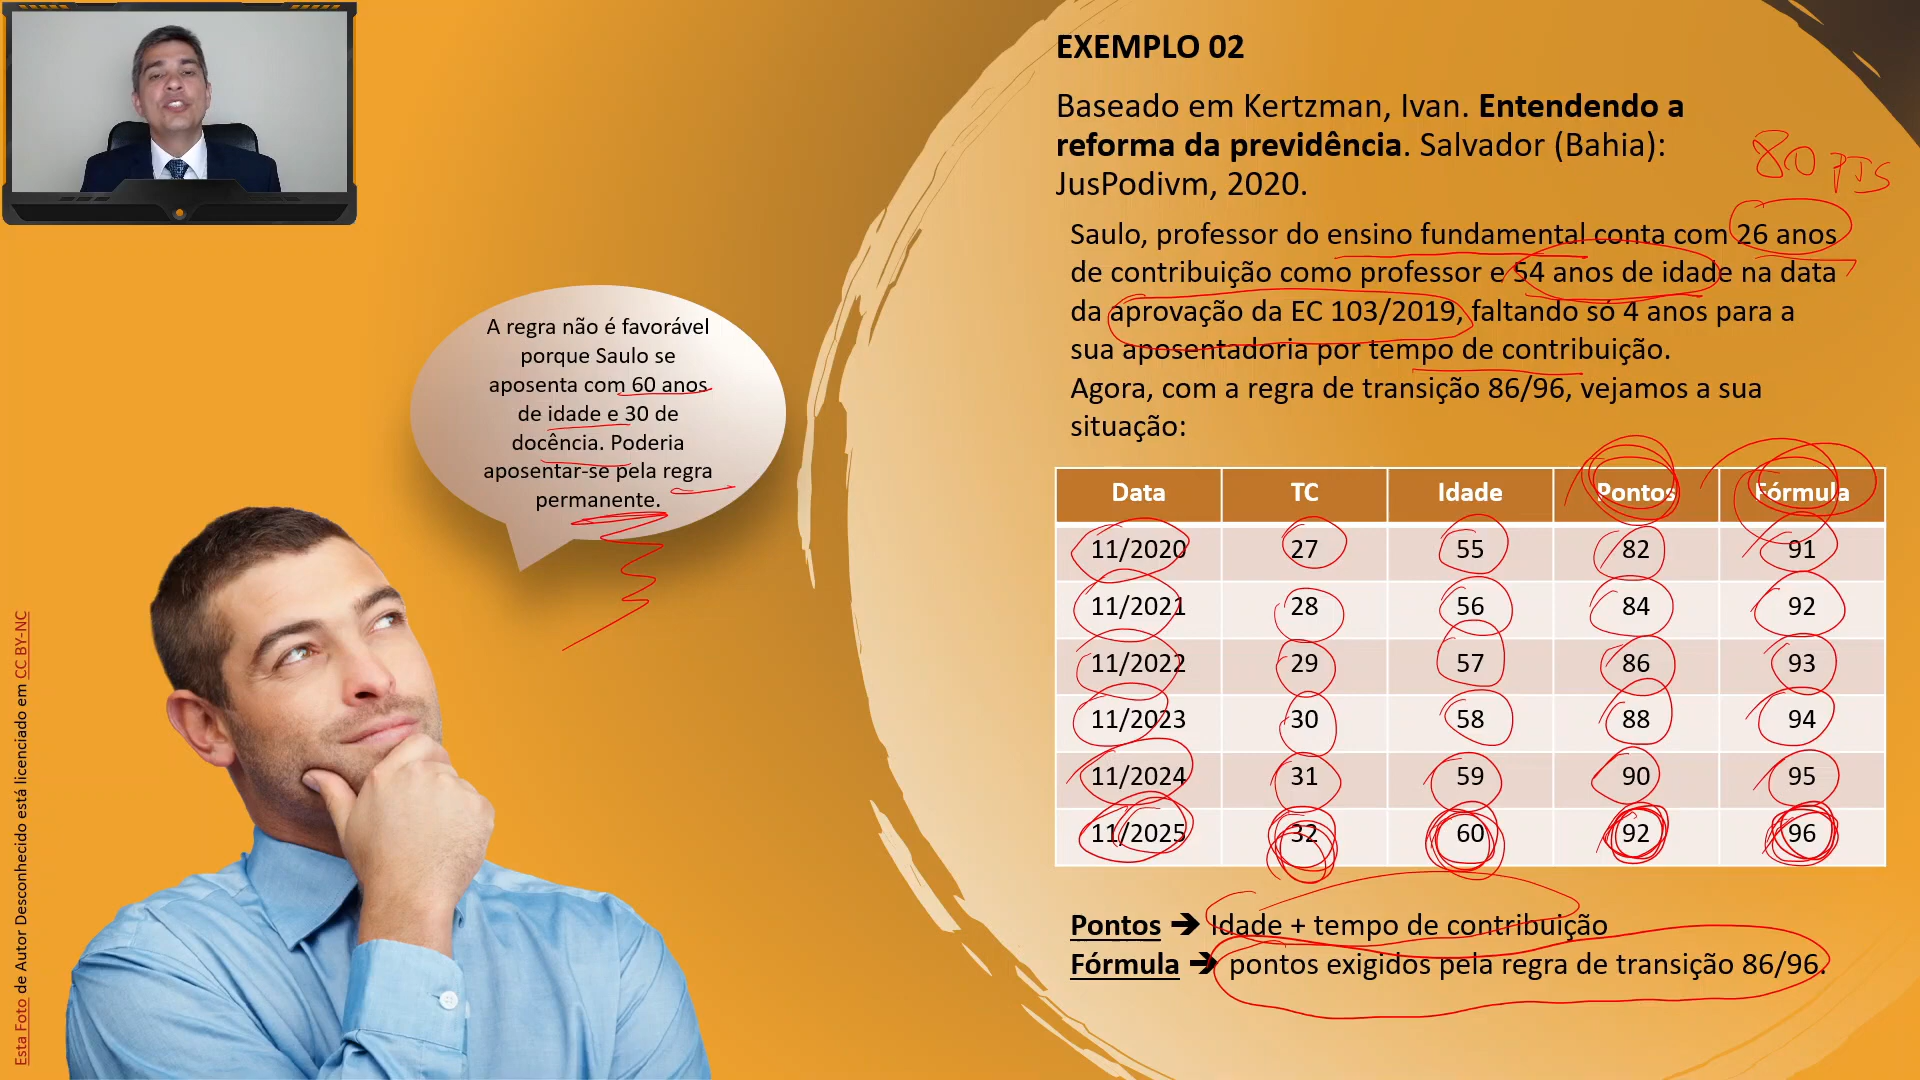 EXEMPLO 02
Baseado em Kertzman, Ivan. Entendendo a
reforma da previdência. Salvador (Bahia):
JusPodivm, 2020.
80 PTS
Saulo, professor do ensino fundamental conta com 26 anos
de contribuição como professor e 54 anos de idade na data
da aprovação da EC 103/2019, faltando só 4 anos para a
sua aposentadoria por tempo de contribuição.
Agora, com a regra de transição 86/96, vejamos a sua
situação:
A regra não é favorável
porque Saulo se
aposenta com 60 anos
de idade e 30 de
docência. Poderia
aposentar-se pela regra
permanente.
Data TC Idade Pontos Fórmula
11/2020 27 55 82 91
11/2021 28 56 84 92
11/2022 29 57 86 93
11/2023 30 58 88 94
11/2024 31 59 90 95
11/2025 32 60 92 96
Pontos ➔ Idade + tempo de contribuição
Fórmula ➔ pontos exigidos pela regra de transição 86/96.
Esta Foto de Autor Desconhecido está licenciado em CC BY-NC